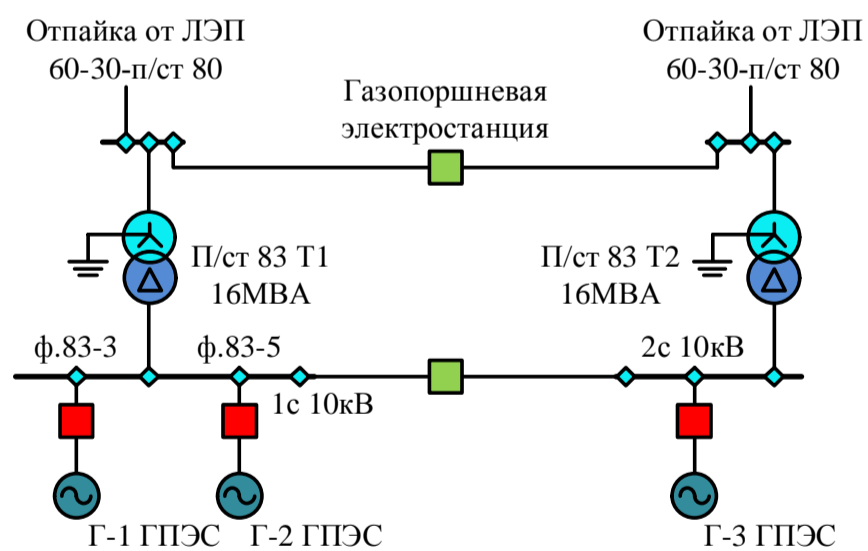 Отпайка от ЛЭП
60-30-п/ст 80
Отпайка от ЛЭП
60-30-п/ст 80
Газопоршневая
электростанция
П/ст 83 Т1
16МВА
П/ст 83 Т2
16МВА
ф.83-3
ф.83-5
1с 10кВ
2с 10кВ
Г-1 ГПЭС
Г-2 ГПЭС
Г-3 ГПЭС